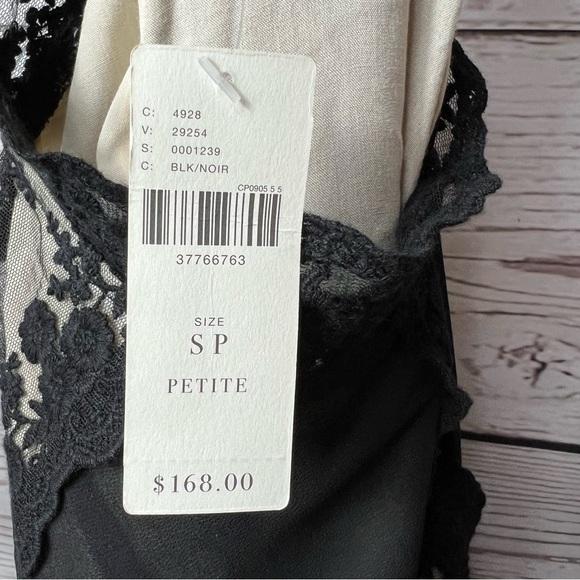 C: 4928
V: 29254
S: 0001239
C: BLK/NOIR
CP0905 5 5
37766763
SIZE
SP
PETITE
$168.00